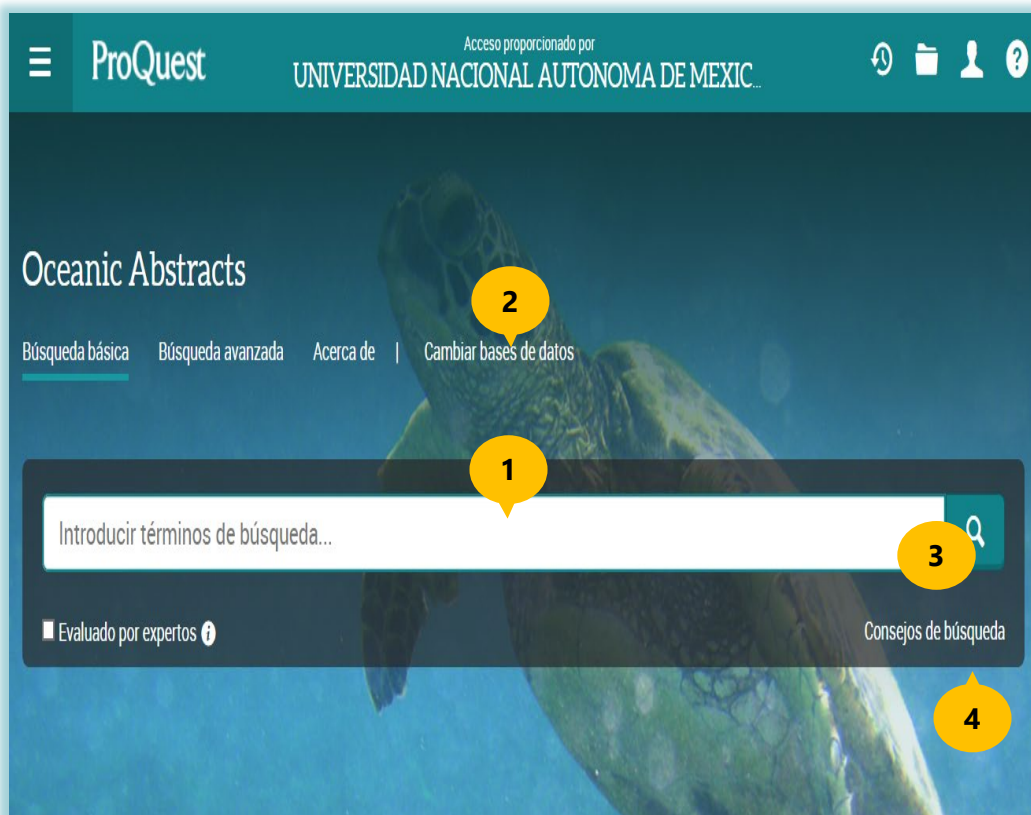 ProQuest
Acceso proporcionado por
UNIVERSIDAD NACIONAL AUTONOMA DE MEXIC...
?
Oceanic Abstracts
2
Búsqueda básica Búsqueda avanzada Acerca de | Cambiar bases de datos
1
Introducir términos de búsqueda...
3
Evaluado por expertos i
Consejos de búsqueda
4